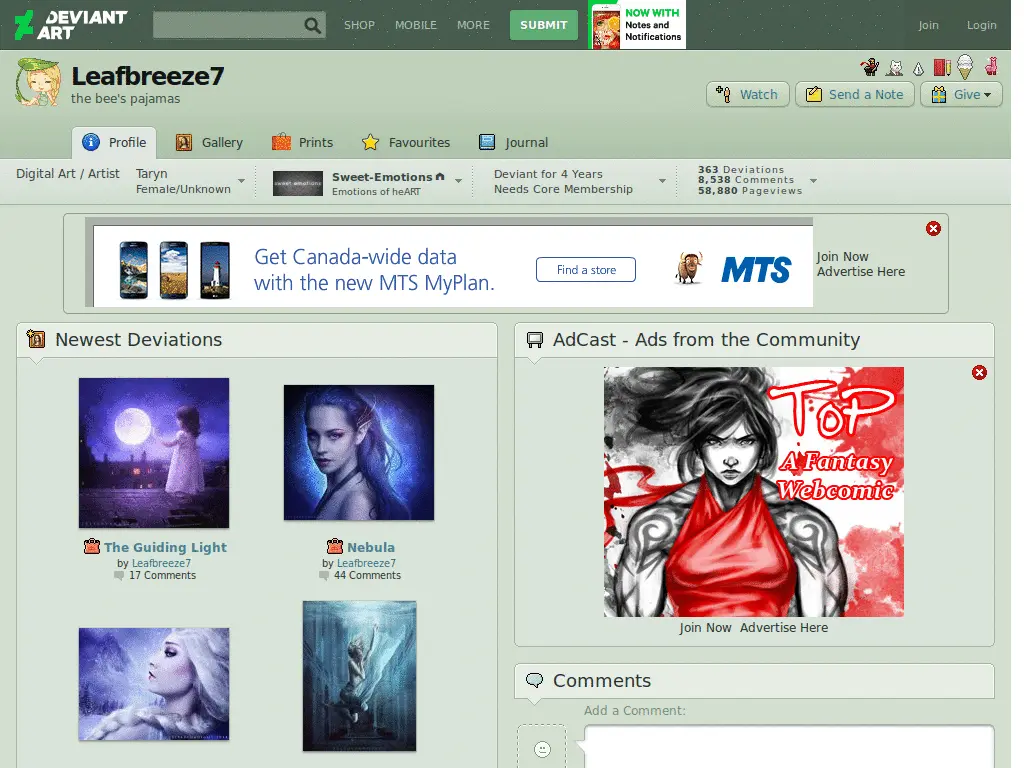 DEVIANT ART
SHOP MOBILE MORE SUBMIT
NOW WITH
Notes and
Notifications
Join Login
Leafbreeze7
the bee's pajamas
Watch Send a Note Give
Profile Gallery Prints Favourites Journal
Digital Art / Artist
Taryn
Female/Unknown
sweet emotions
Sweet-Emotions
Emotions of heART
Deviant for 4 Years
Needs Core Membership
363 Deviations
8,538 Comments
58,880 Pageviews
Get Canada-wide data
with the new MTS MyPlan.
Find a store
MTS
Join Now
Advertise Here
Newest Deviations
The Guiding Light
by Leafbreeze7
17 Comments
Nebula
by Leafbreeze7
44 Comments
AdCast - Ads from the Community
ToP
A Fantasy
Webcomic
Join Now Advertise Here
Comments
Add a Comment: